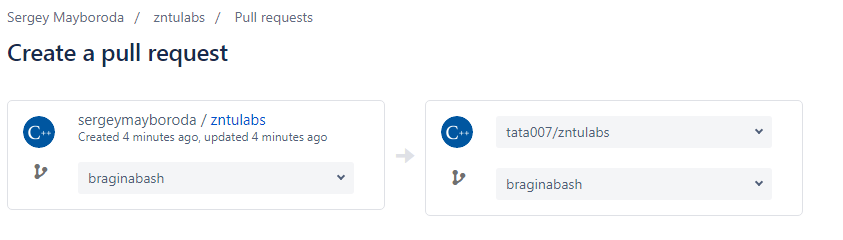 Sergey Mayboroda / zntulabs / Pull requests
Create a pull request
C++
sergeymayboroda / zntulabs
Created 4 minutes ago, updated 4 minutes ago
braginabash
C++
tata007/zntulabs
braginabash